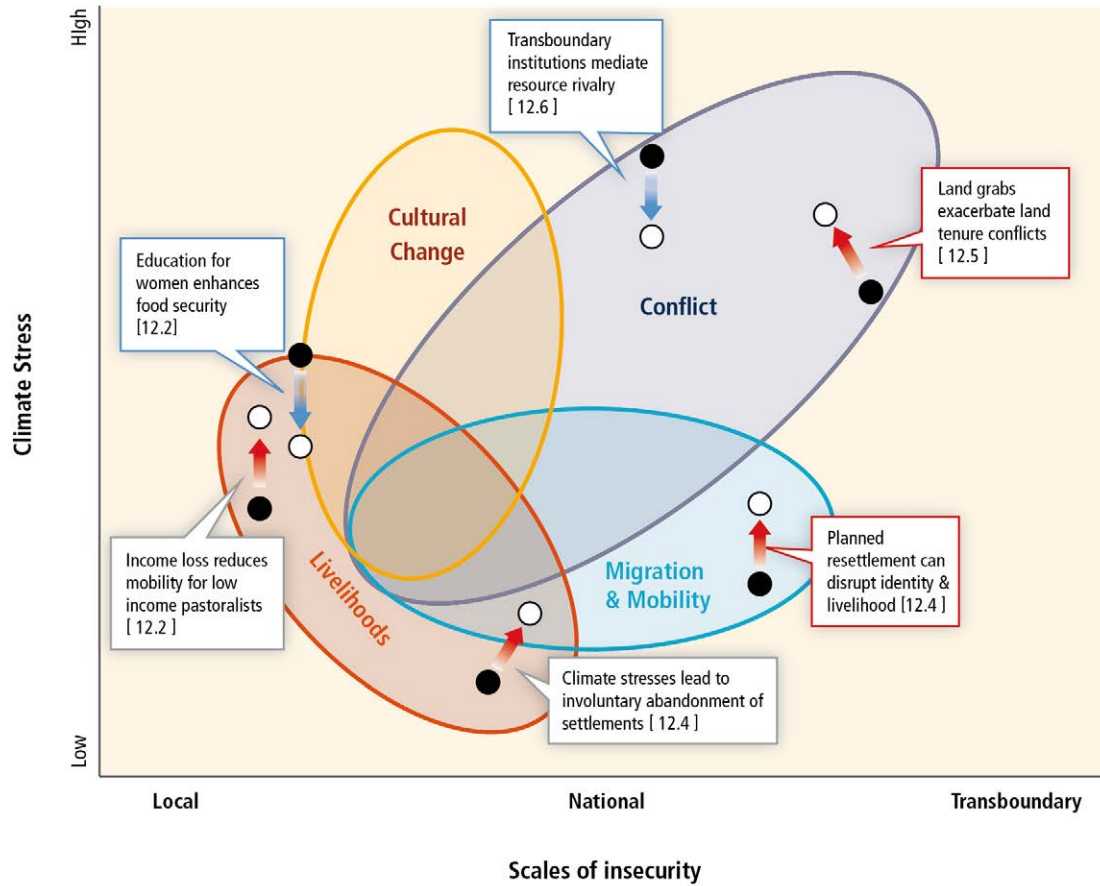 HIgh
Climate Stress
Low
Transboundary
institutions mediate
resource rivalry
[ 12.6 ]
Cultural
Change
Land grabs
exacerbate land
tenure conflicts
[ 12.5 ]
Education for
women enhances
food security
[12.2]
Conflict
Income loss reduces
mobility for low
income pastoralists
[ 12.2 ]
Livelihoods
Migration
& Mobility
Planned
resettlement can
disrupt identity &
livelihood [12.4 ]
Climate stresses lead to
involuntary abandonment of
settlements [ 12.4 ]
Local
National
Transboundary
Scales of insecurity